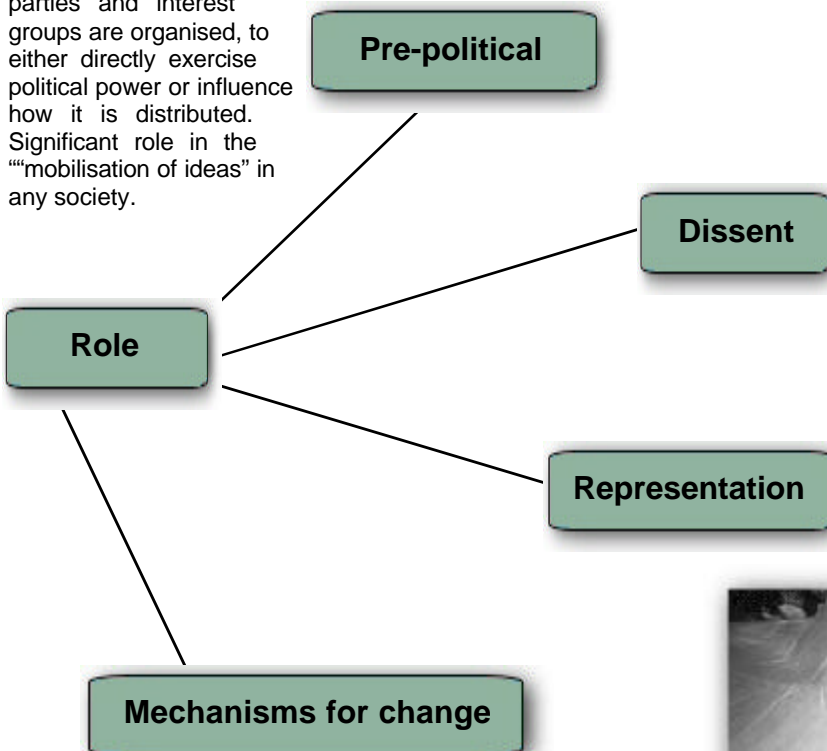 parties and interest
groups are organised, to
either directly exercise
political power or influence
how it is distributed.
Significant role in the
““mobilisation of ideas” in
any society.
Pre-political
Dissent
Role
Representation
Mechanisms for change